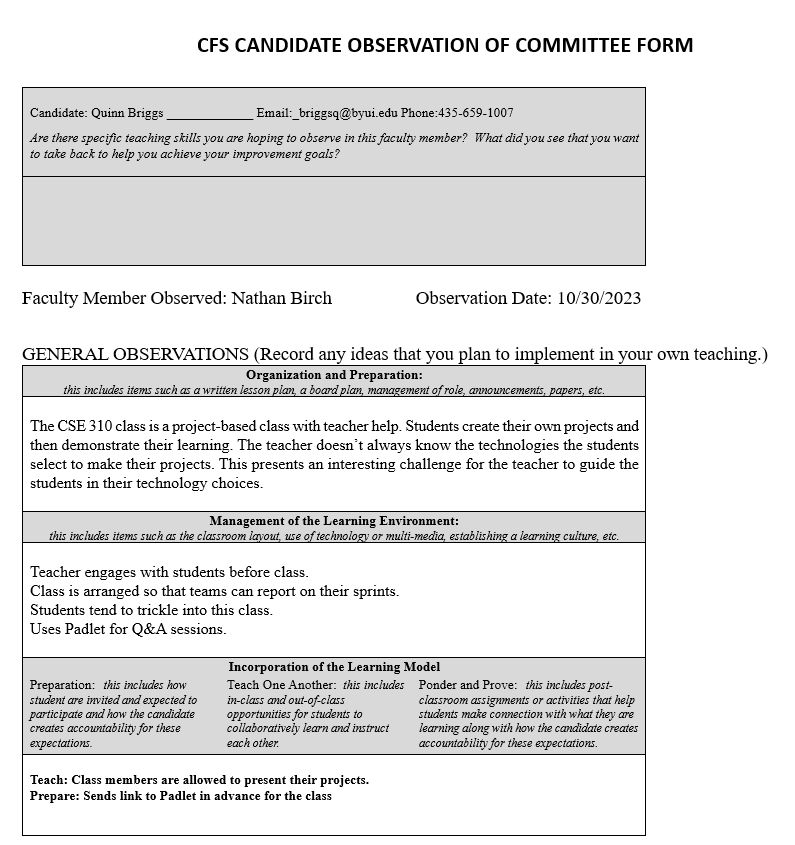 CFS CANDIDATE OBSERVATION OF COMMITTEE FORM
Candidate: Quinn Briggs ______________ Email:_briggsq@byui.edu Phone:435-659-1007
Are there specific teaching skills you are hoping to observe in this faculty member? What did you see that you want
to take back to help you achieve your improvement goals?
Faculty Member Observed: Nathan Birch Observation Date: 10/30/2023
GENERAL OBSERVATIONS (Record any ideas that you plan to implement in your own teaching.)
Organization and Preparation:
this includes items such as a written lesson plan, a board plan, management of role, announcements, papers, etc.
The CSE 310 class is a project-based class with teacher help. Students create their own projects and
then demonstrate their learning. The teacher doesn’t always know the technologies the students
select to make their projects. This presents an interesting challenge for the teacher to guide the
students in their technology choices.
Management of the Learning Environment:
this includes items such as the classroom layout, use of technology or multi-media, establishing a learning culture, etc.
Teacher engages with students before class.
Class is arranged so that teams can report on their sprints.
Students tend to trickle into this class.
Uses Padlet for Q&A sessions.
Incorporation of the Learning Model
Preparation: this includes how
student are invited and expected to
participate and how the candidate
creates accountability for these
expectations.
Teach One Another: this includes
in-class and out-of-class
opportunities for students to
collaboratively learn and instruct
each other.
Ponder and Prove: this includes post-
classroom assignments or activities that help
students make connection with what they are
learning along with how the candidate creates
accountability for these expectations.
Teach: Class members are allowed to present their projects.
Prepare: Sends link to Padlet in advance for the class